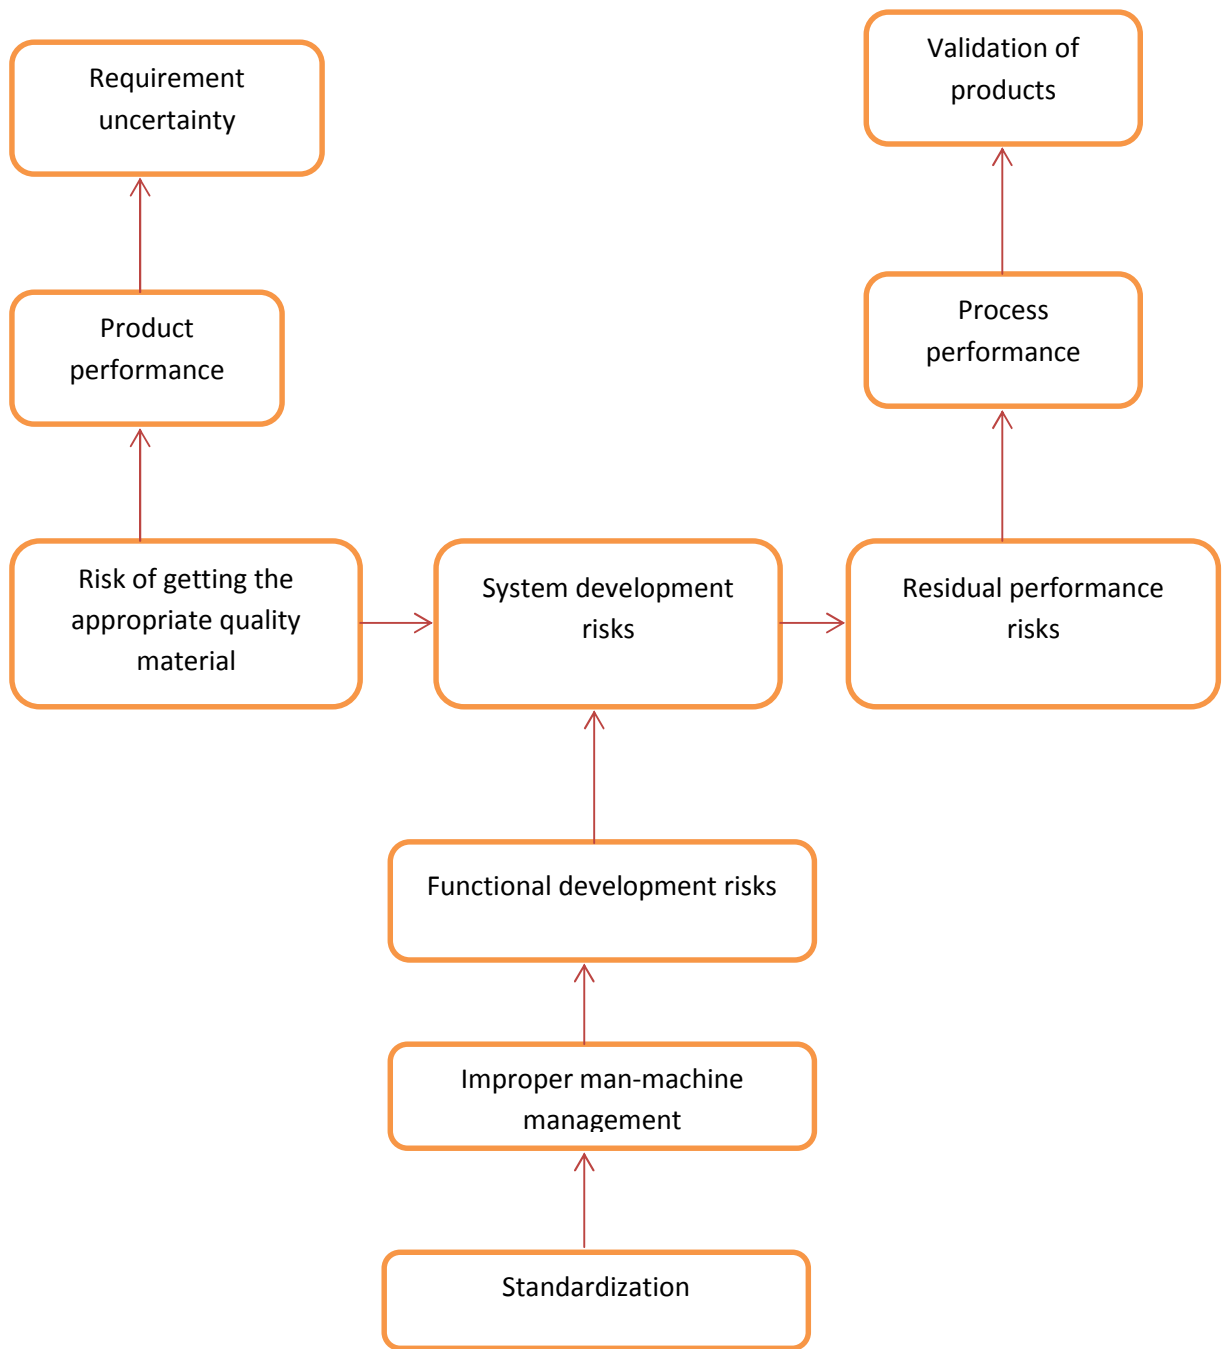 Requirement
uncertainty
Validation of
products
Product
performance
Process
performance
Risk of getting the
appropriate quality
material
System development
risks
Residual performance
risks
Functional development risks
Improper man-machine
management
Standardization